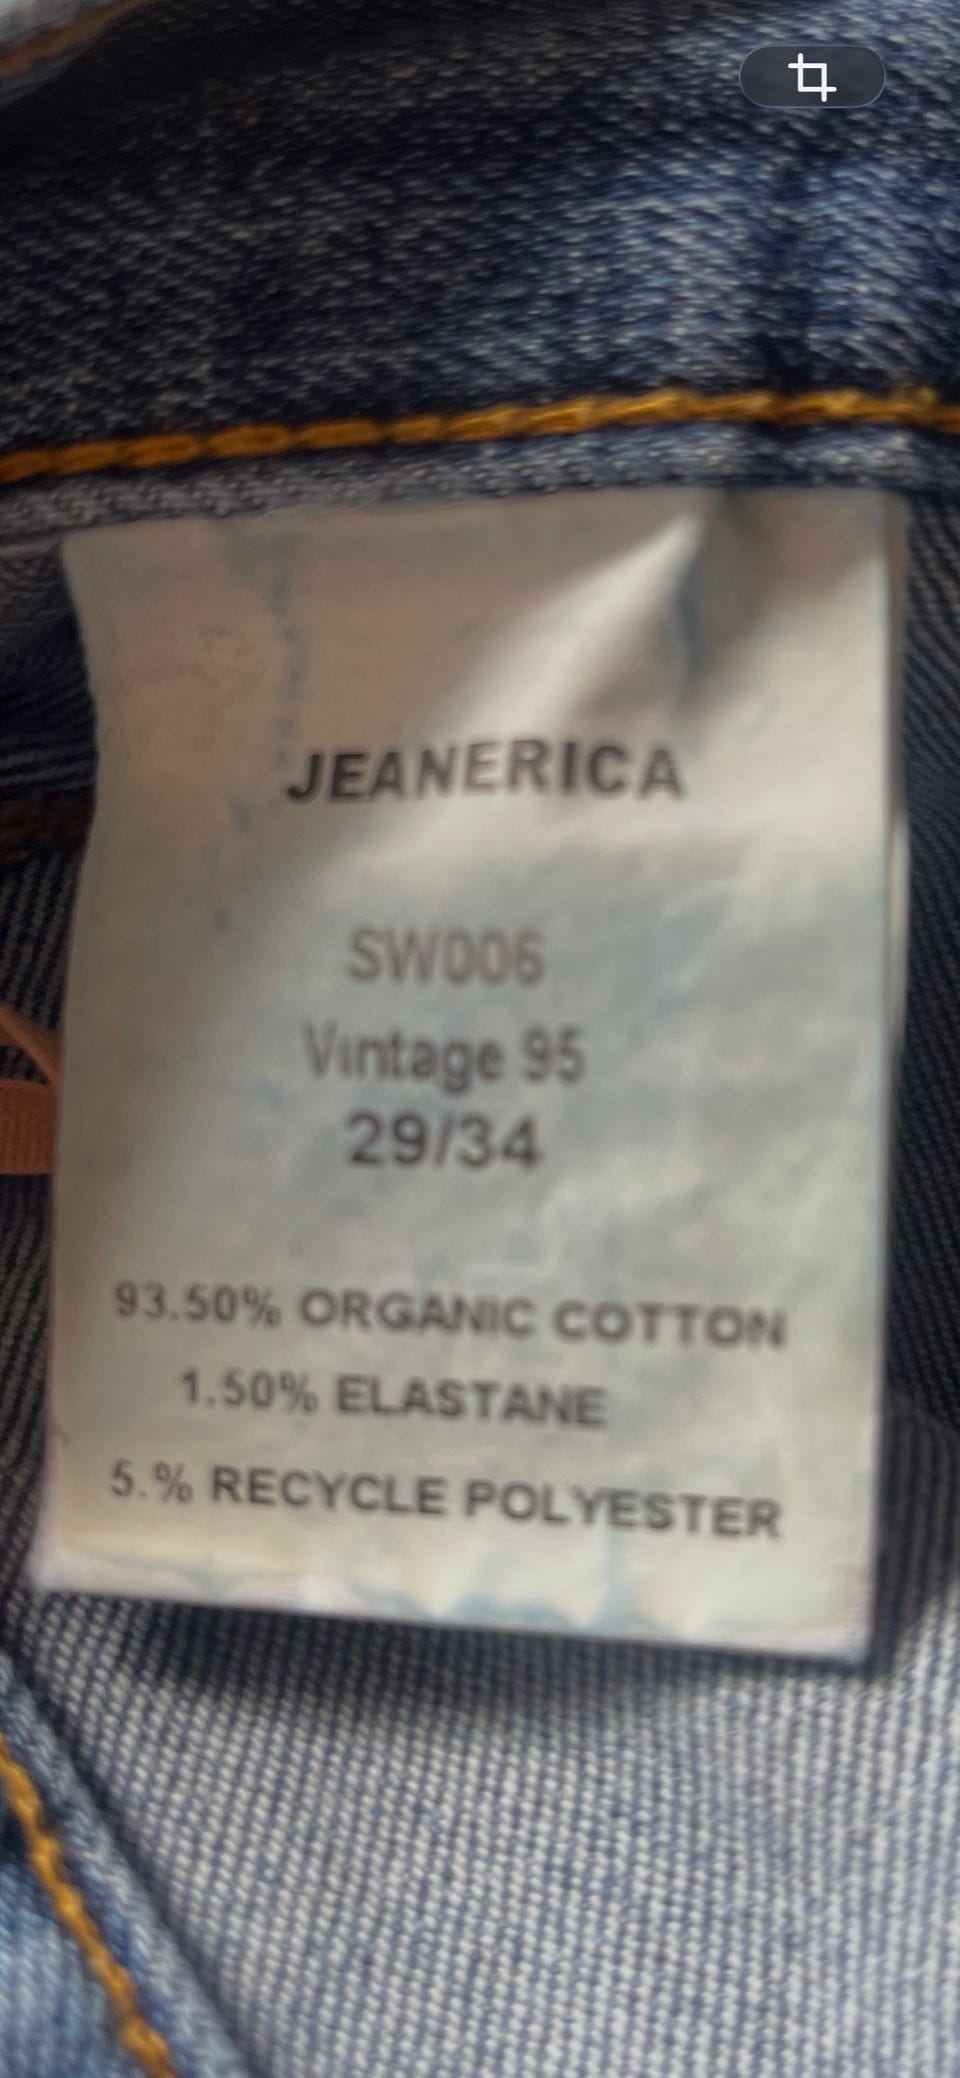 JEANERICA
SW006
Vintage 95
29/34
93.50% ORGANIC COTTON
1.50% ELASTANE
5.% RECYCLE POLYESTER